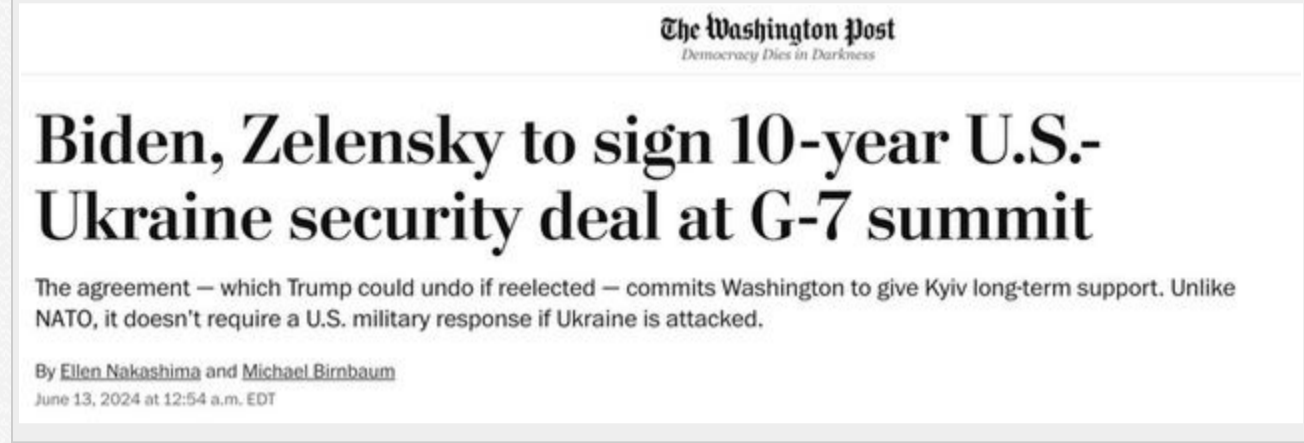 The Washington Post
Democracy Dies in Darkness
Biden, Zelensky to sign 10-year U.S.-
Ukraine security deal at G-7 summit
The agreement — which Trump could undo if reelected — commits Washington to give Kyiv long-term support. Unlike
NATO, it doesn't require a U.S. military response if Ukraine is attacked.
By Ellen Nakashima and Michael Birnbaum
June 13, 2024 at 12:54 a.m. EDT